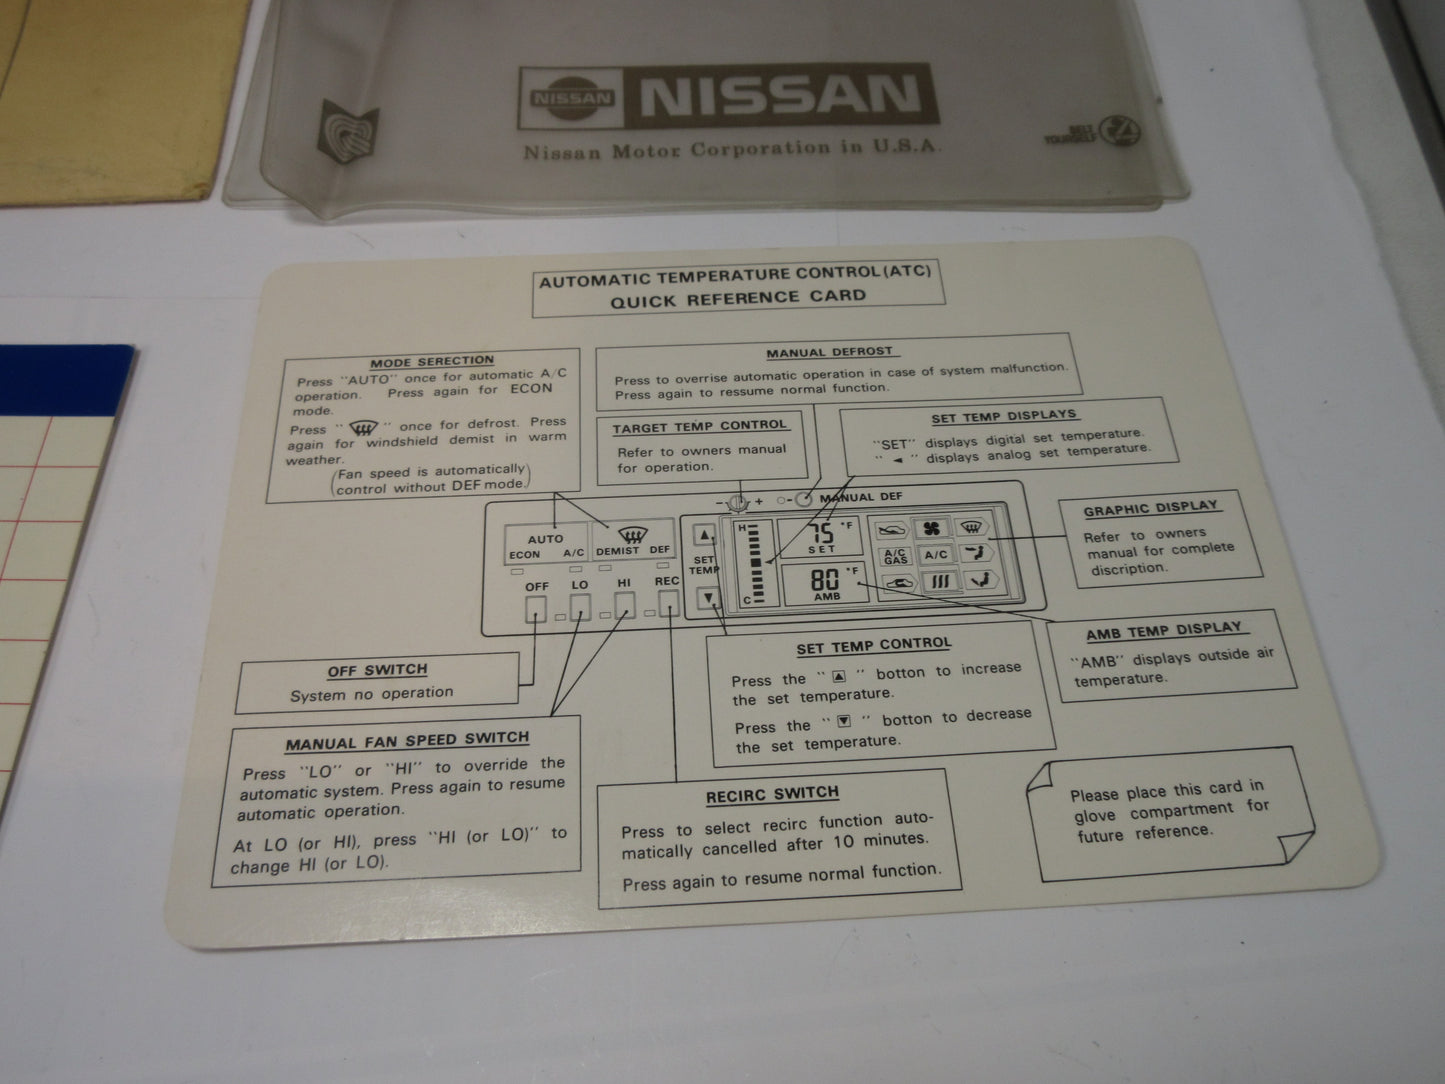 NISSAN
NISSAN
Nissan Motor Corporation in U.S.A.
BELT
YOURSELF
AUTOMATIC TEMPERATURE CONTROL (ATC)
QUICK REFERENCE CARD
MODE SERECTION
Press "AUTO" once for automatic A/C
operation. Press again for ECON
mode.
Press " " once for defrost. Press
again for windshield demist in warm
weather.
(Fan speed is automatically
control without DEF mode.)
MANUAL DEFROST
Press to overrise automatic operation in case of system malfunction.
Press again to ressume normal function.
TARGET TEMP CONTROL
Refer to owners manual
for operation.
SET TEMP DISPLAYS
"SET" displays digital set temperature.
" ◄ " displays analog set temperature.
- + ○- MANUAL DEF
AUTO
ECON A/C DEMIST DEF
OFF LO HI REC
▲
SET
TEMP
▼
H
C
75 °F
SET
80 °F
AMB
A/C
GAS
A/C
GRAPHIC DISPLAY
Refer to owners
manual for complete
discription.
AMB TEMP DISPLAY
"AMB" displays outside air
temperature.
OFF SWITCH
System no operation
SET TEMP CONTROL
Press the " ▲ " botton to increase
the set temperature.
Press the " ▼ " botton to decrease
the set temperature.
MANUAL FAN SPEED SWITCH
Press "LO" or "HI" to override the
automatic system. Press again to resume
automatic operation.
At LO (or HI), press "HI (or LO)" to
change HI (or LO).
RECIRC SWITCH
Press to select recirc function auto-
matically cancelled after 10 minutes.
Press again to resume normal function.
Please place this card in
glove compartment for
future reference.